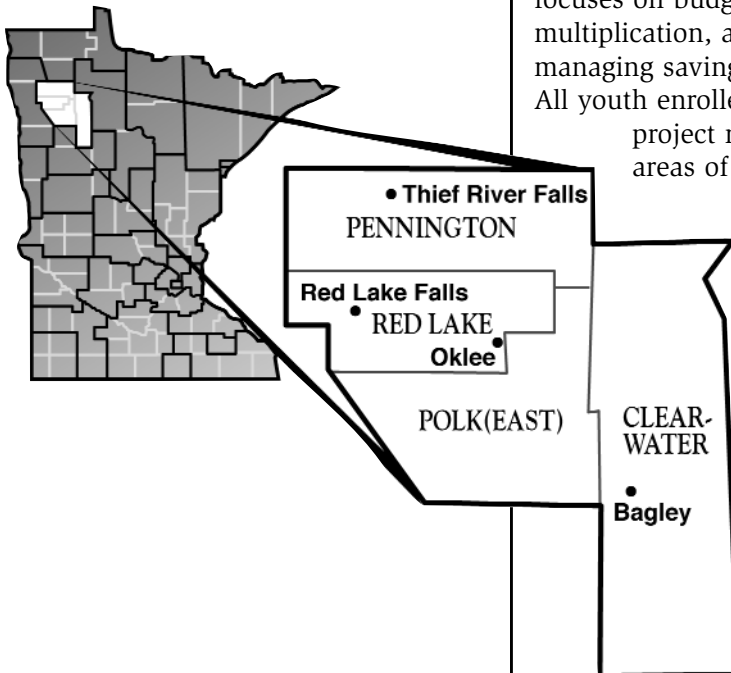 focuses on budg
multiplication, a
managing saving
All youth enrolle
project r
areas of
Thief River Falls
PENNINGTON
Red Lake Falls
RED LAKE
Oklee
POLK(EAST)
CLEAR-
WATER
Bagley